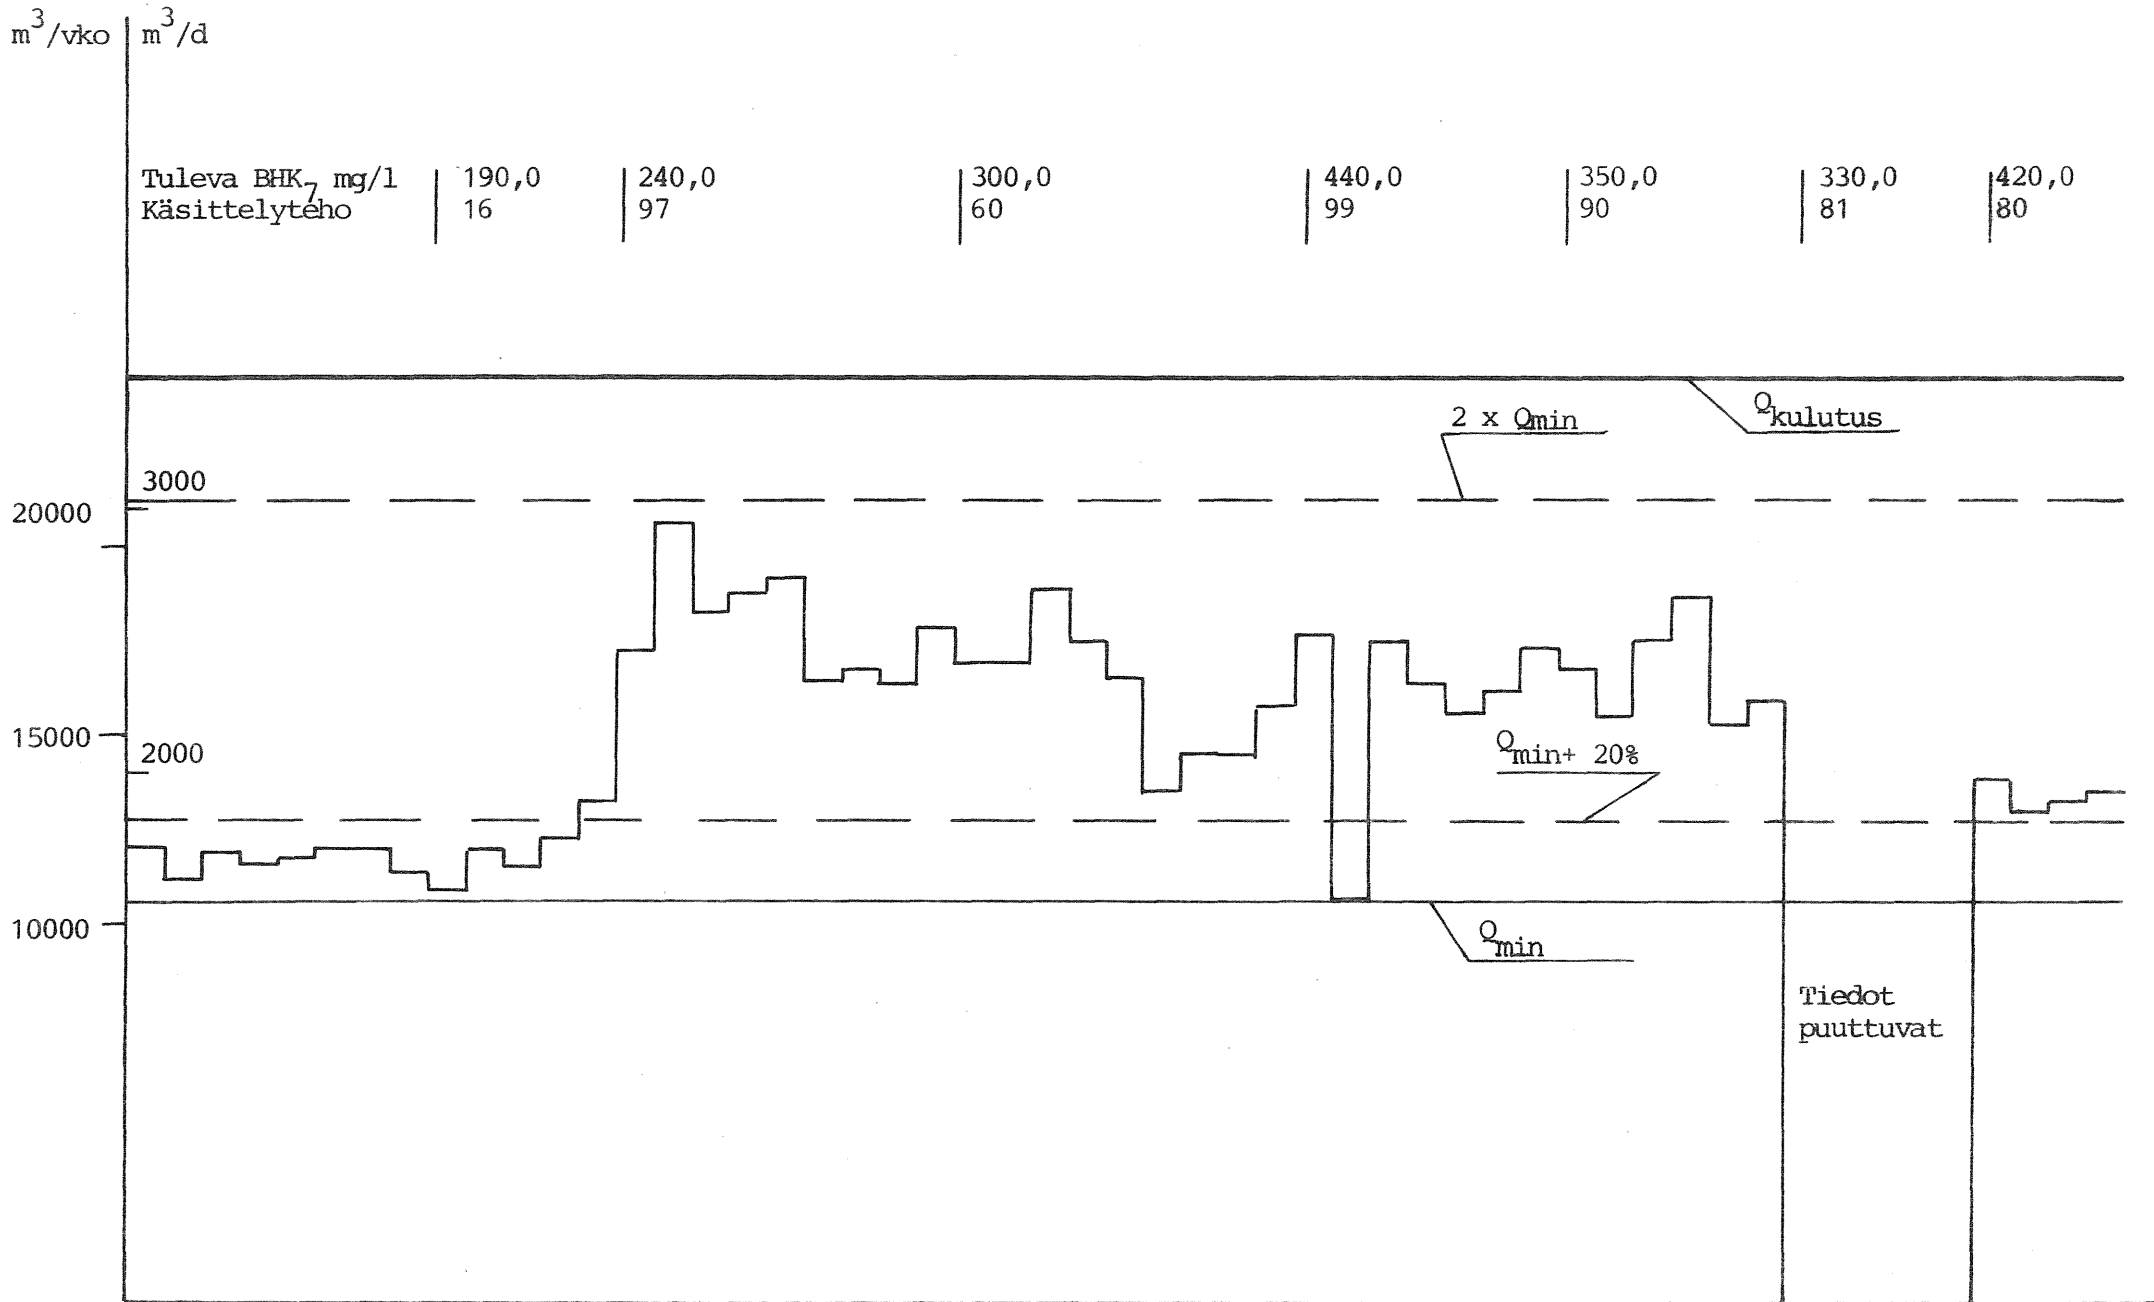 m3/vko m3/d
Tuleva BHK7 mg/l 190,0 240,0 300,0 440,0 350,0 330,0 420,0
Käsittelyteho 16 97 60 99 90 81 80
2 x Qmin
Qkulutus
3000
20000
15000
2000
Qmin+ 20%
10000
Qmin
Tiedot
puuttuvat